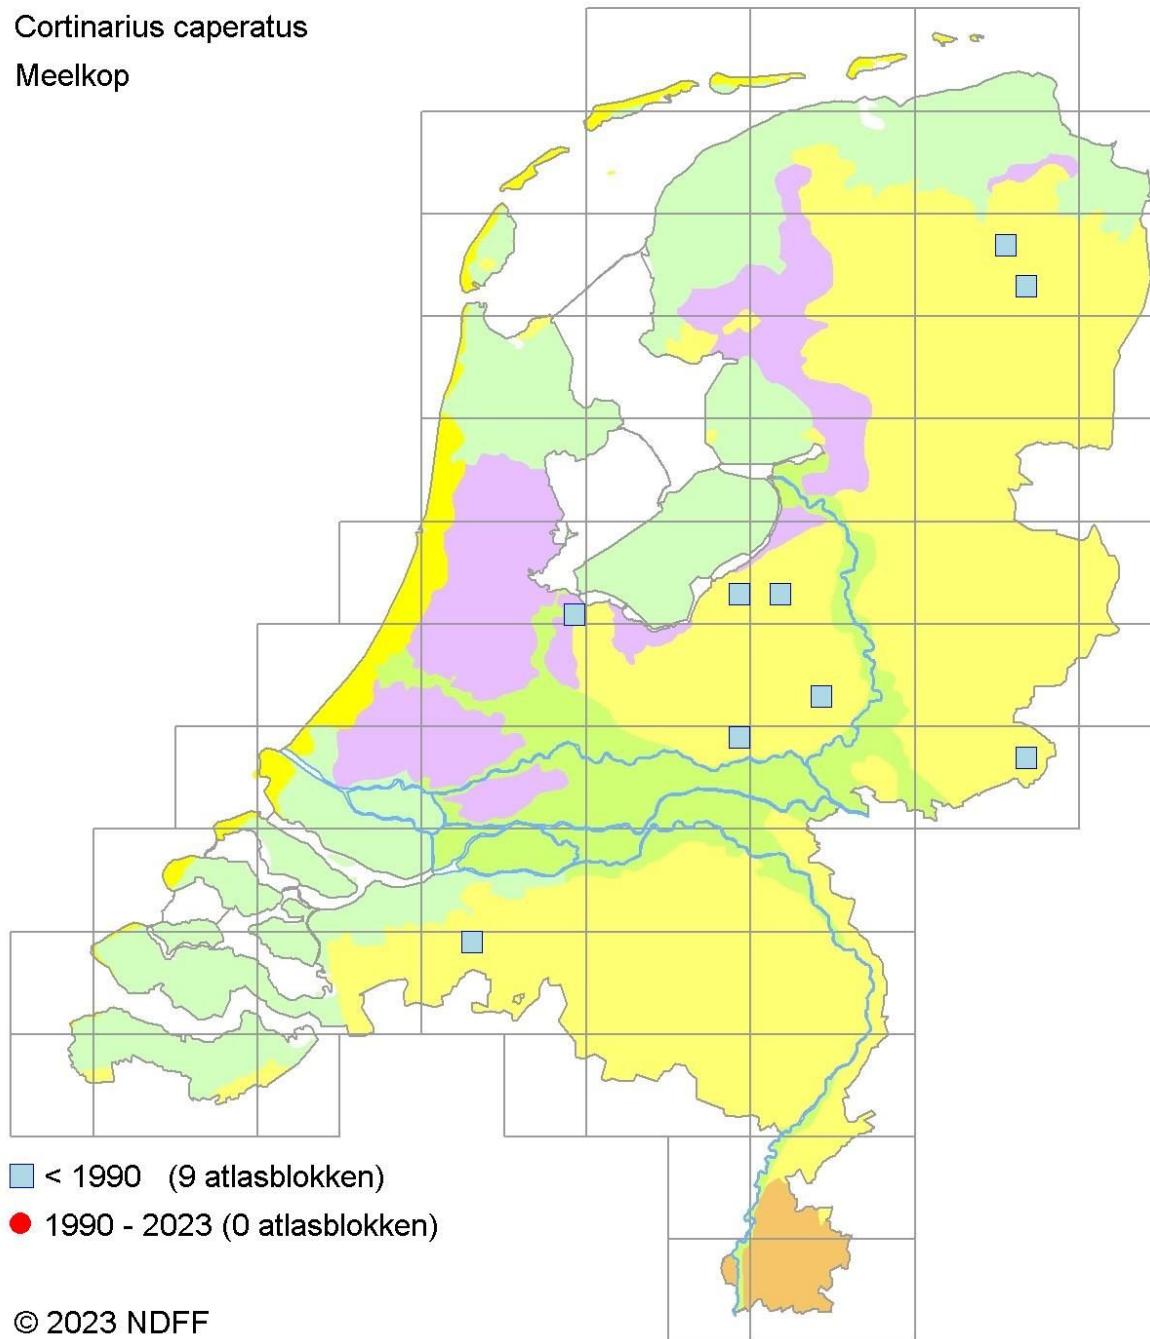 Cortinarius caperatus
Meelkop
< 1990 (9 atlasblokken)
1990 - 2023 (0 atlasblokken)
© 2023 NDFF